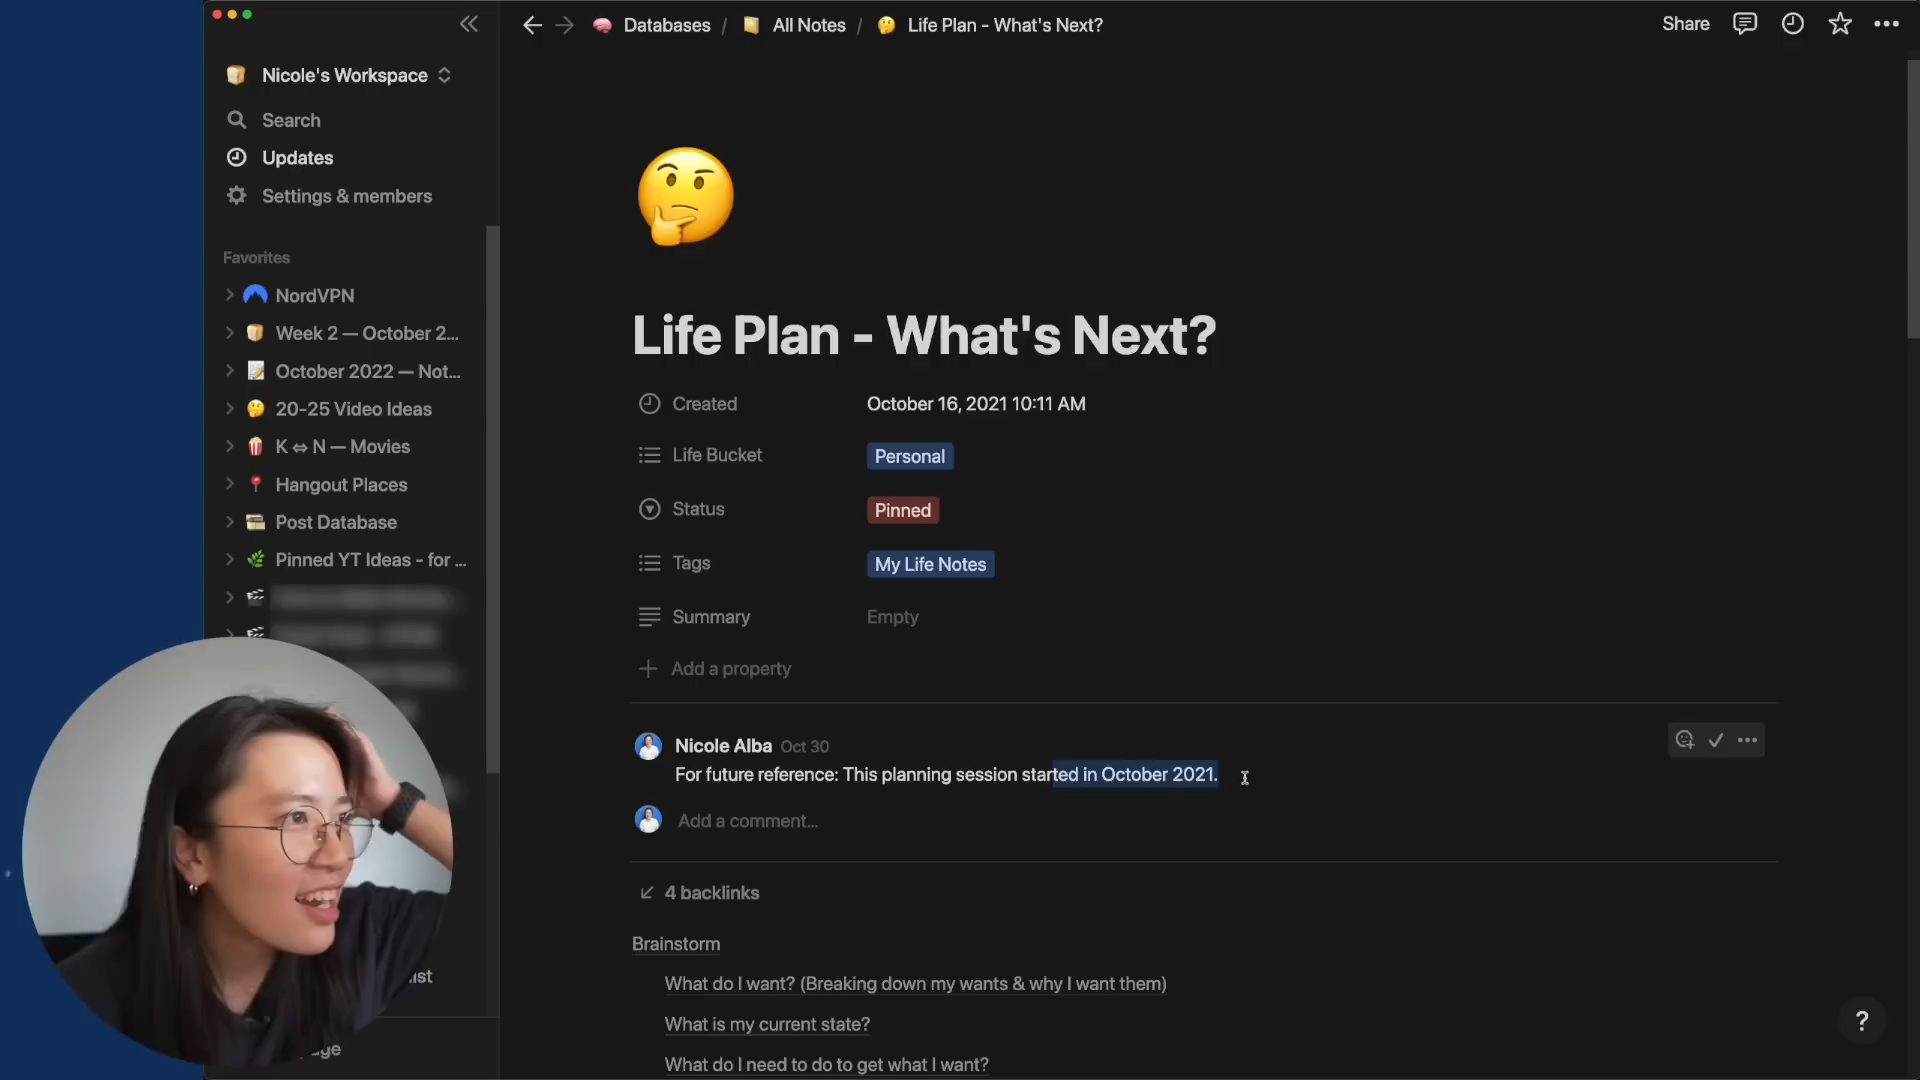 Databases / All Notes / Life Plan - What's Next?
Share
Nicole's Workspace
Search
Updates
Settings & members
Favorites
NordVPN
Week 2 — October 2...
October 2022 — Not...
20-25 Video Ideas
K ⇔ N — Movies
Hangout Places
Post Database
Pinned YT Ideas - for ...
Life Plan - What's Next?
Created October 16, 2021 10:11 AM
Life Bucket Personal
Status Pinned
Tags My Life Notes
Summary Empty
Add a property
Nicole Alba Oct 30
For future reference: This planning session started in October 2021.
Add a comment...
4 backlinks
Brainstorm
What do I want? (Breaking down my wants & why I want them)
What is my current state?
What do I need to do to get what I want?
?